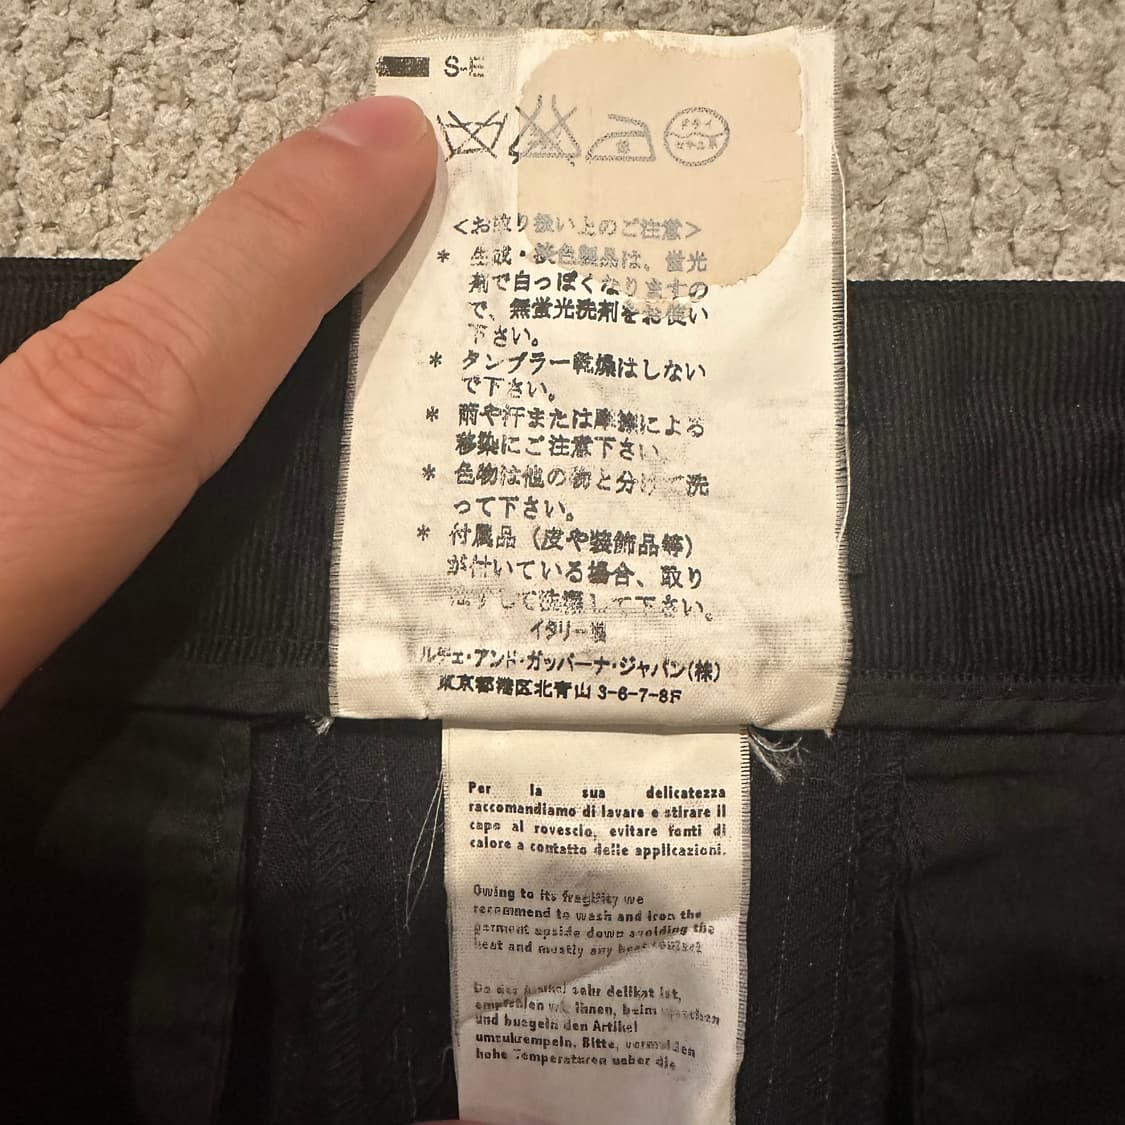 S-E
ドライ
セキユ系
<お取り扱い上のご注意>
* 生成・淡色製品は、蛍光
剤で白っぽくなりますの
で、無蛍光洗剤をお使い
下さい。
* タンブラー乾燥はしない
で下さい。
* 雨や汗または摩擦による
移染にご注意下さい。
* 色物は他の物と分けて洗
って下さい。
* 付属品（皮や装飾品等）
が付いている場合、取り
して下さい。
イタリー製
ルチェ・アンド・ガッバーナ・ジャパン(株)
東京都港区北青山 3-6-7-8F
Per la sua delicatezza
raccomandiamo di lavare e stirare il
capo al rovescio, evitare fonti di
calore a contatto delle applicazioni.
Owing to its fragility we
recommend to wash and iron the
garment upside down avoiding the
heat and mostly any heat
Da der Artikel sehr delikat ist,
empfehlen wir Ihnen, beim
und buegeln den Artikel
umzukrempeln. Bitte, vermeiden
hohe Temperaturen ueber die